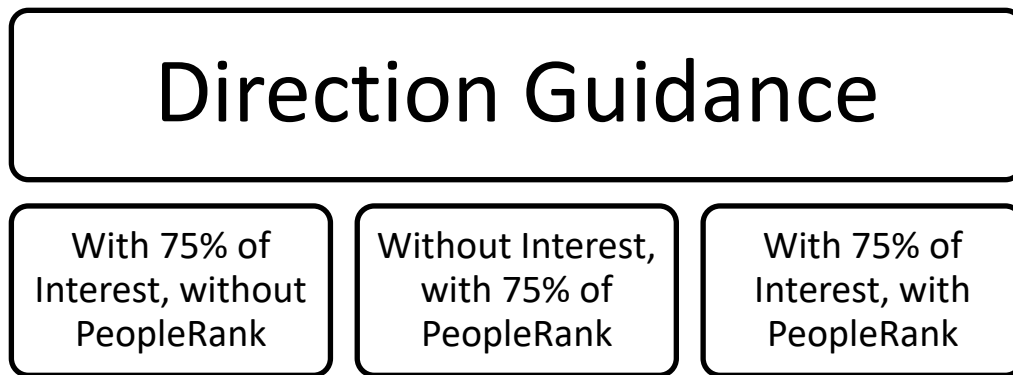 Direction Guidance
With 75% of
Interest, without
PeopleRank
Without Interest,
with 75% of
PeopleRank
With 75% of
Interest, with
PeopleRank